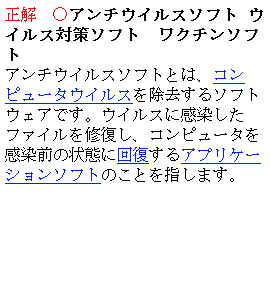 正解　○アンチウイルスソフト ウ
イルス対策ソフト　ワクチンソフ
ト
アンチウイルスソフトとは、コン
ピュータウイルスを除去するソフト
ウェアです。ウイルスに感染した
ファイルを修復し、コンピュータを
感染前の状態に回復するアプリケー
ションソフトのことを指します。